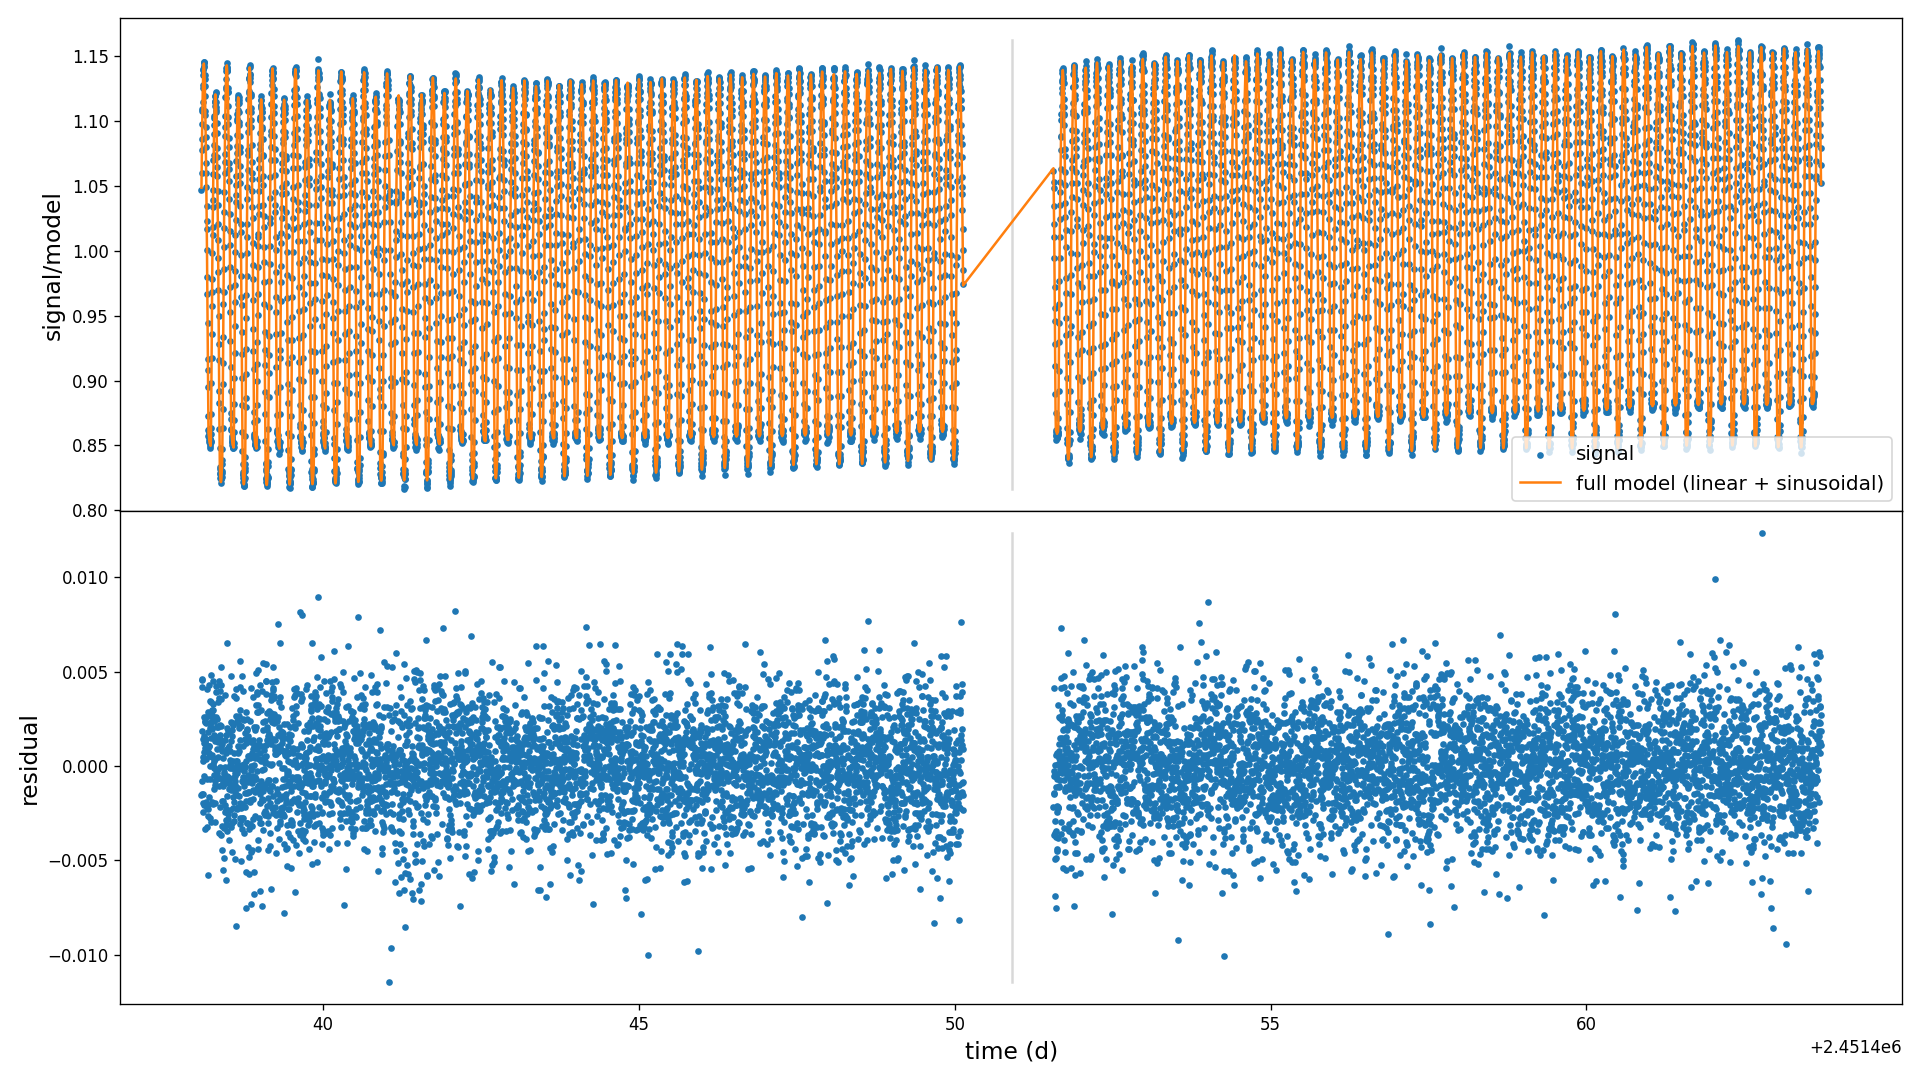 1.15
1.10
1.05
1.00
0.95
0.90
0.85
0.80
signal/model
signal
full model (linear + sinusoidal)
0.010
0.005
0.000
−0.005
−0.010
residual
40 45 50 55 60
time (d)
+2.4514e6